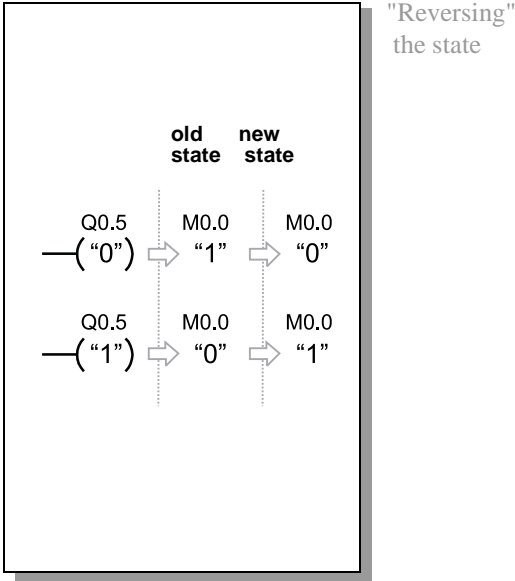 "Reversing"
the state
old new
state state
Q0.5 M0.0 M0.0
(“0”) “1” “0”
Q0.5 M0.0 M0.0
(“1”) “0” “1”